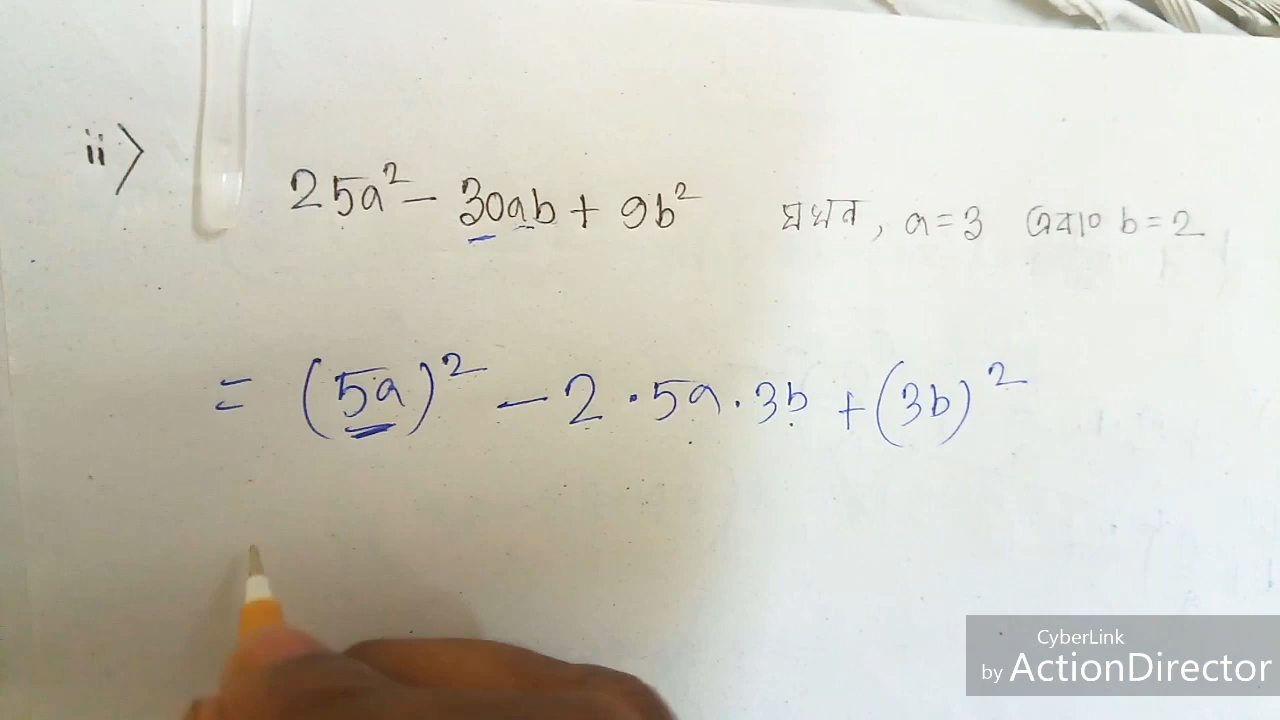 ii) 25a² - 30ab + 9b² যখন, a = 3 এবং b = 2
= (5a)² - 2 · 5a · 3b + (3b)²
CyberLink
by ActionDirector